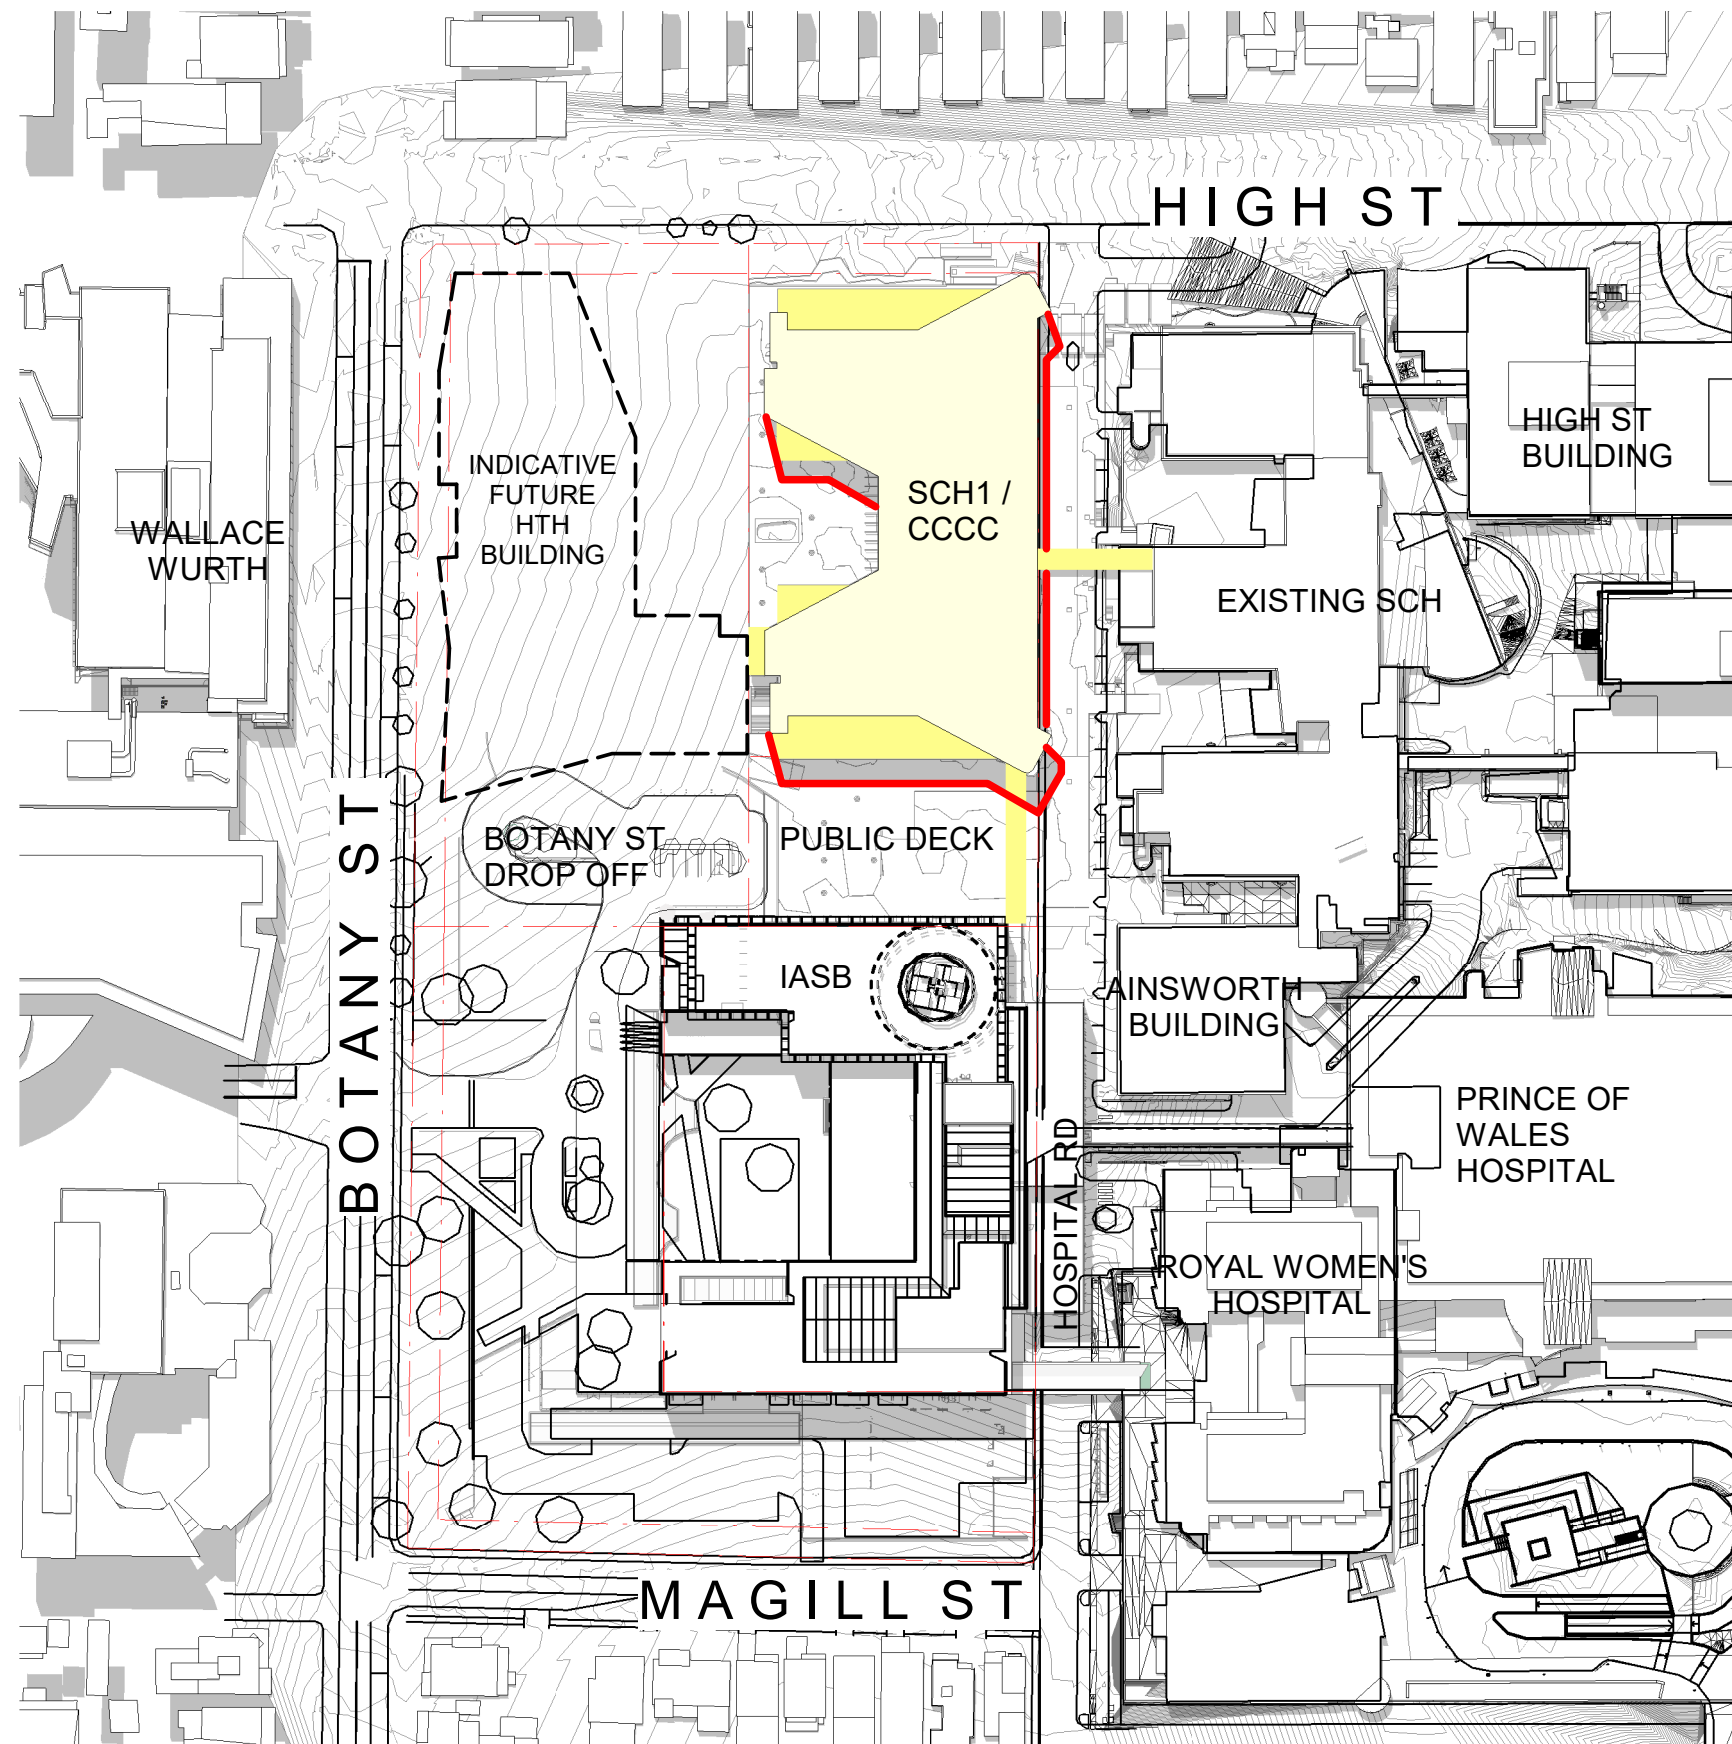 HIGH ST
HIGH ST
BUILDING
INDICATIVE
FUTURE
HTH
BUILDING
SCH1 /
CCCC
WALLACE
WURTH
EXISTING SCH
BOTANY ST
BOTANY ST
DROP OFF
PUBLIC DECK
IASB
AINSWORTH
BUILDING
PRINCE OF
WALES
HOSPITAL
HOSPITAL RD
ROYAL WOMEN'S
HOSPITAL
MAGILL ST